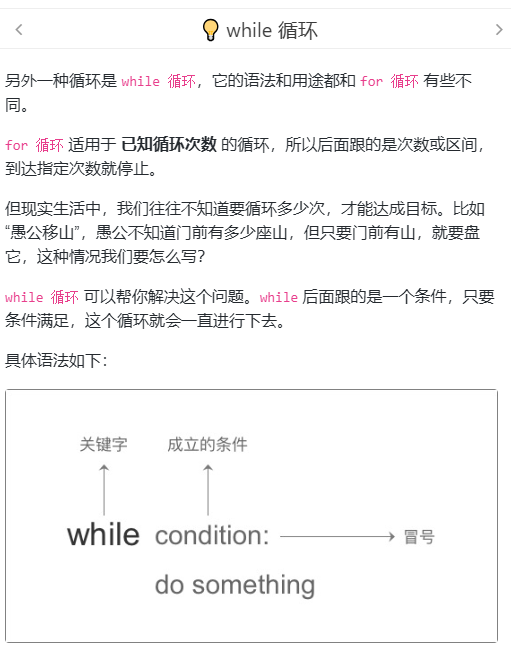 while 循环
另外一种循环是 while 循环，它的语法和用途都和 for 循环 有些不
同。
for 循环 适用于 已知循环次数 的循环，所以后面跟的是次数或区间，
到达指定次数就停止。
但现实生活中，我们往往不知道要循环多少次，才能达成目标。比如
“愚公移山”，愚公不知道门前有多少座山，但只要门前有山，就要盘
它，这种情况我们要怎么写？
while 循环 可以帮你解决这个问题。while 后面跟的是一个条件，只要
条件满足，这个循环就会一直进行下去。
具体语法如下：
关键字 成立的条件
while condition: 冒号
do something